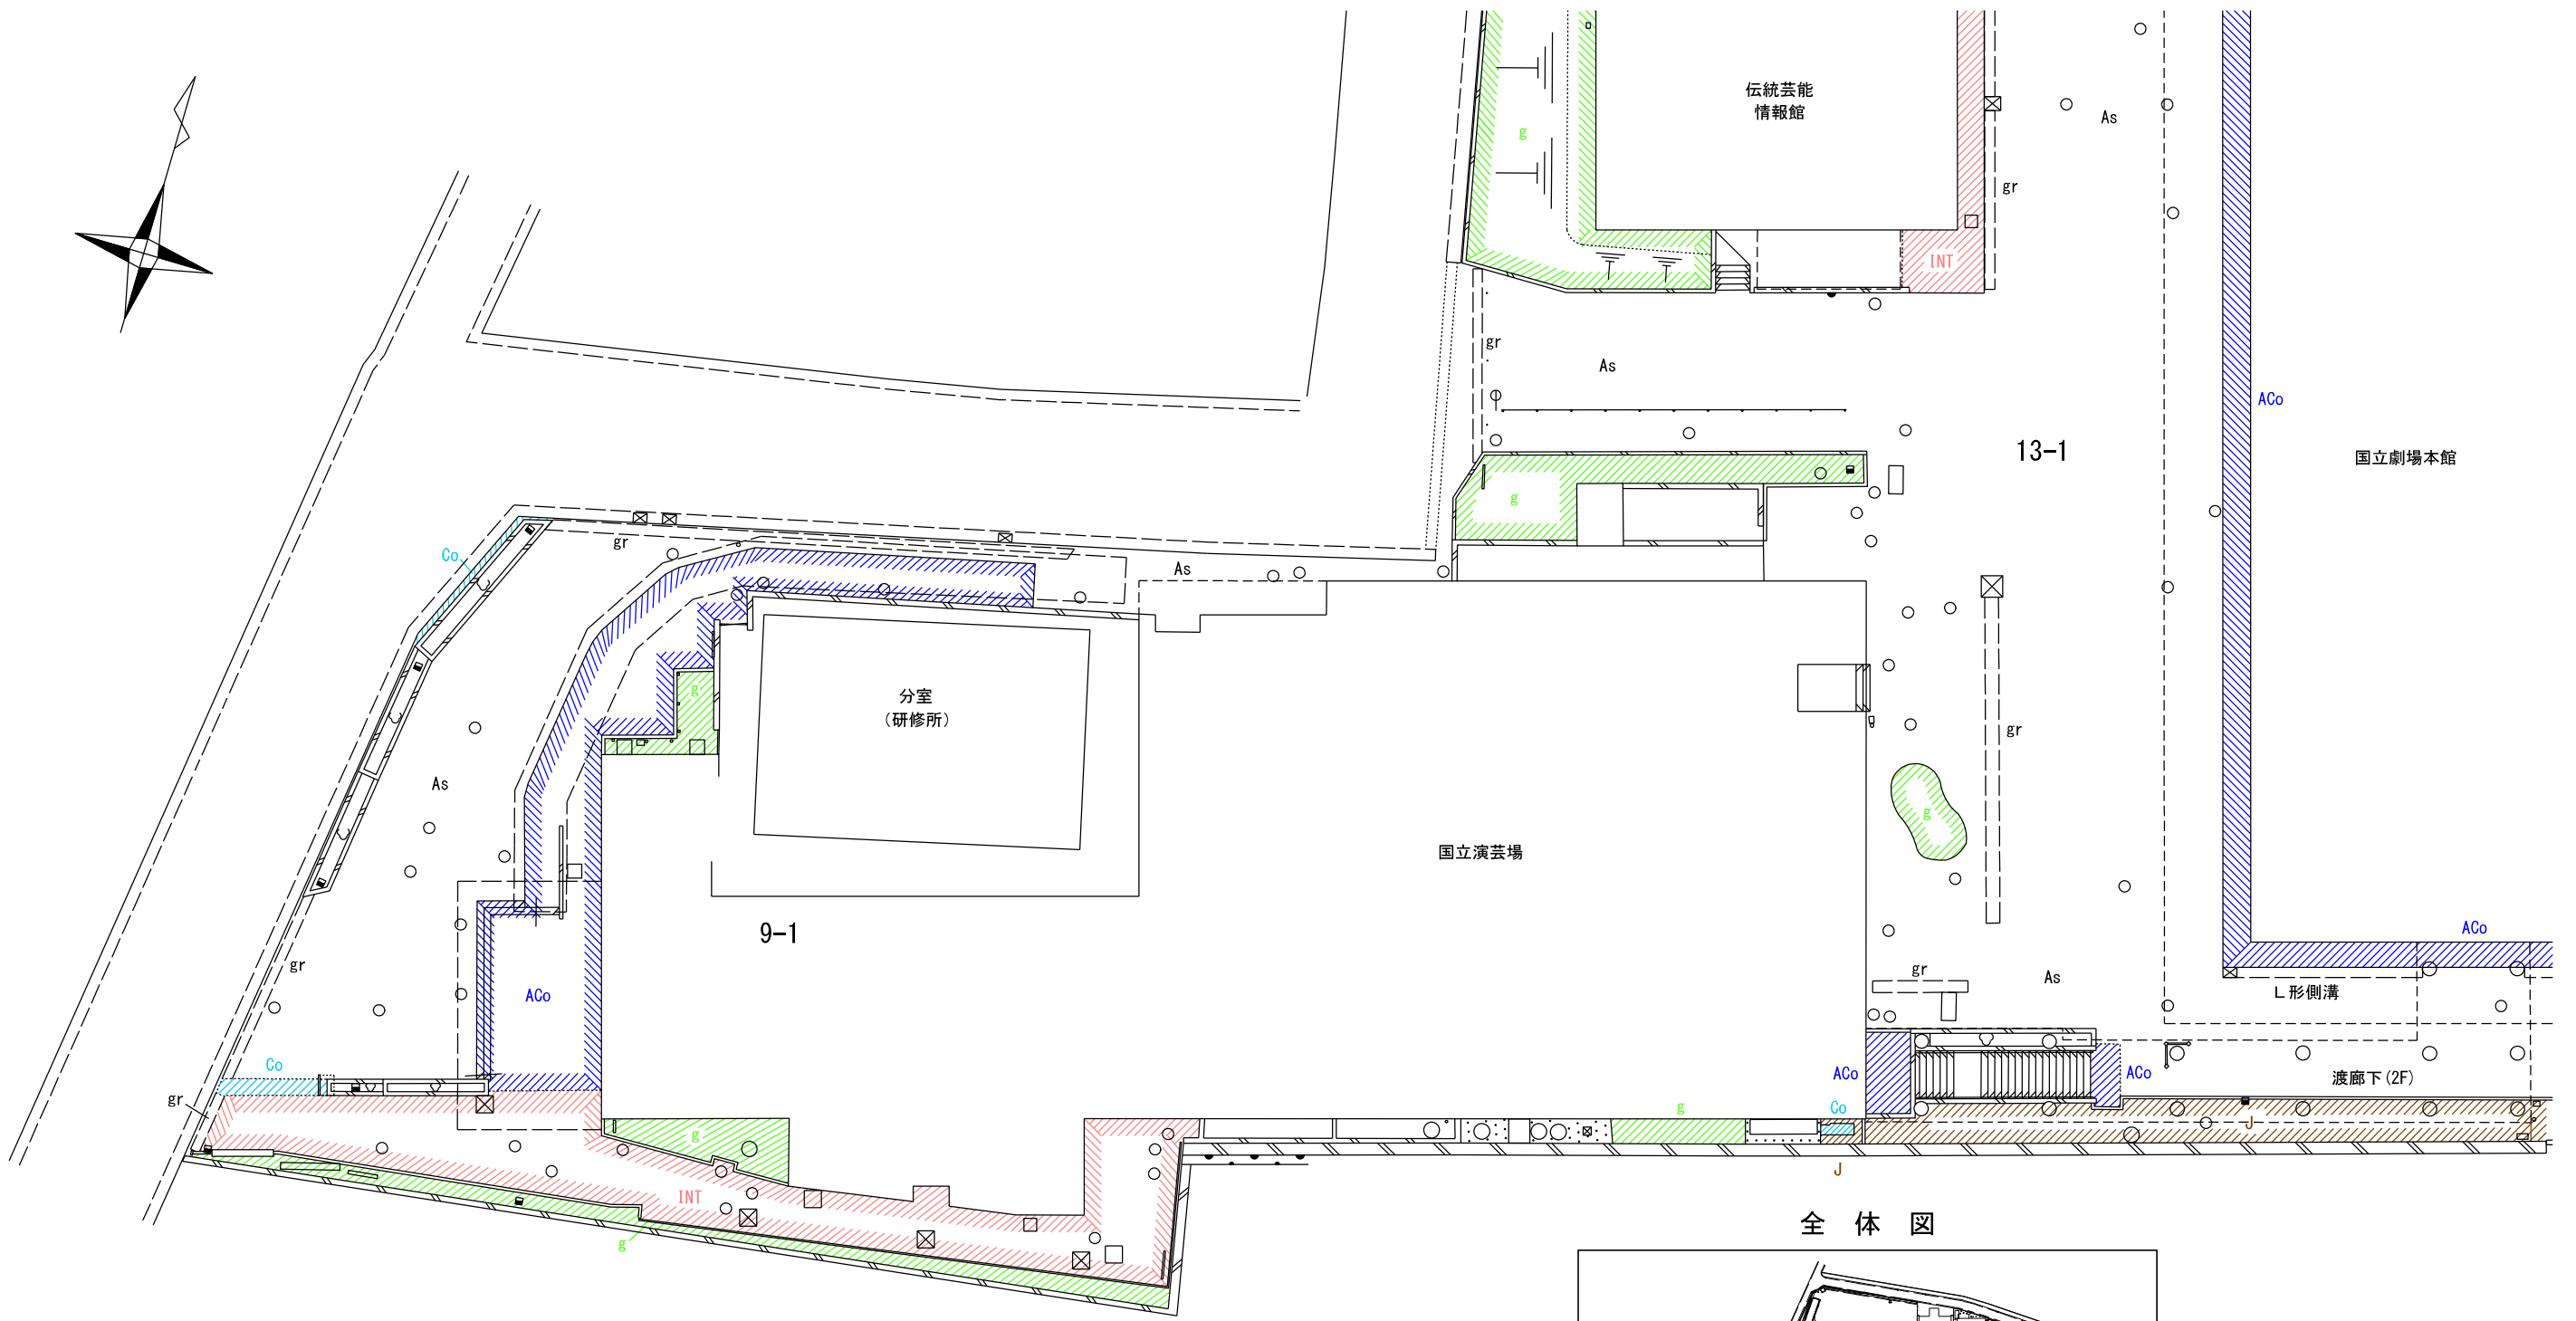 伝統芸能
情報館
As
g
gr
INT
gr
As
ACo
13-1
国立劇場本館
g
Co
gr
As
分室
(研修所)
g
As
gr
g
国立演芸場
9-1
ACo
gr
ACo
gr
As
L形側溝
Co
ACo
ACo
渡廊下(2F)
gr
Co
g
g
J
J
INT
g
全体図